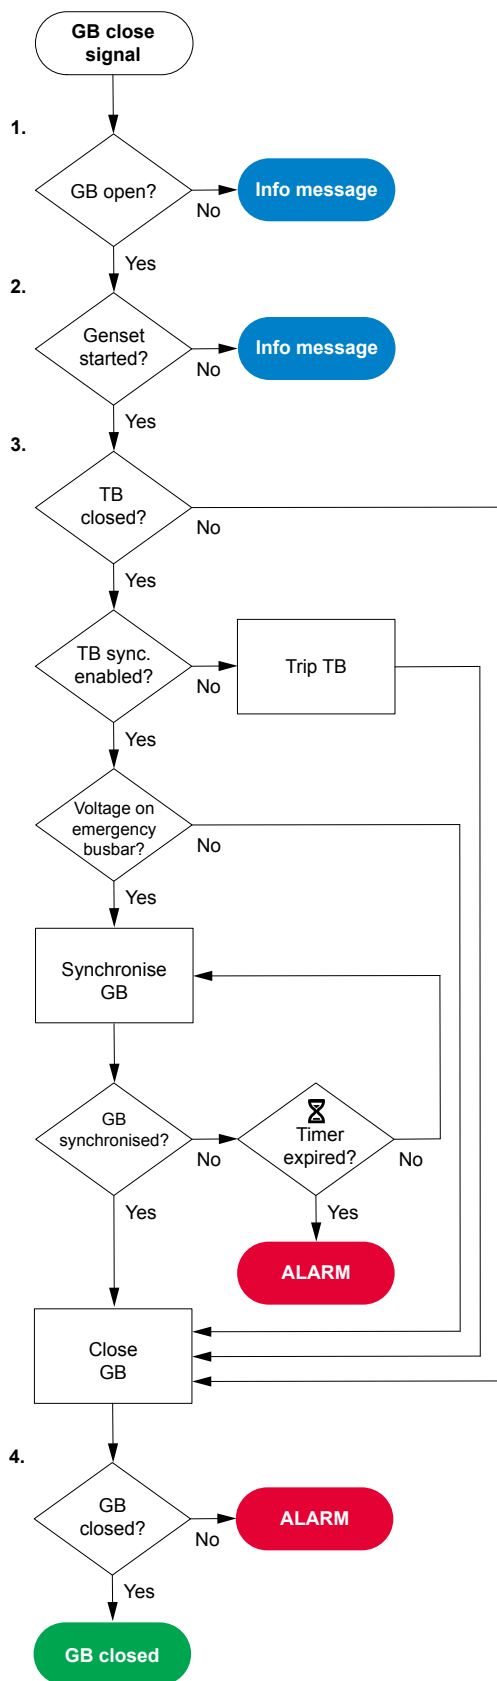 GB close
signal
1.
GB open?
Info message
No
Yes
2.
Genset
started?
Info message
No
Yes
3.
TB
closed?
No
Yes
TB sync.
enabled?
Trip TB
No
Yes
Voltage on
emergency
busbar?
No
Yes
Synchronise
GB
GB
synchronised?
Timer
expired?
No
No
Yes
Yes
ALARM
Close
GB
4.
GB
closed?
ALARM
No
Yes
GB closed